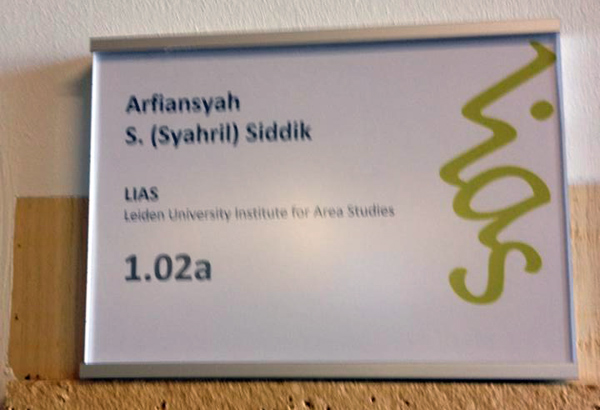 Arfiansyah
S. (Syahril) Siddik
LIAS
Leiden University Institute for Area Studies
1.02a
lias